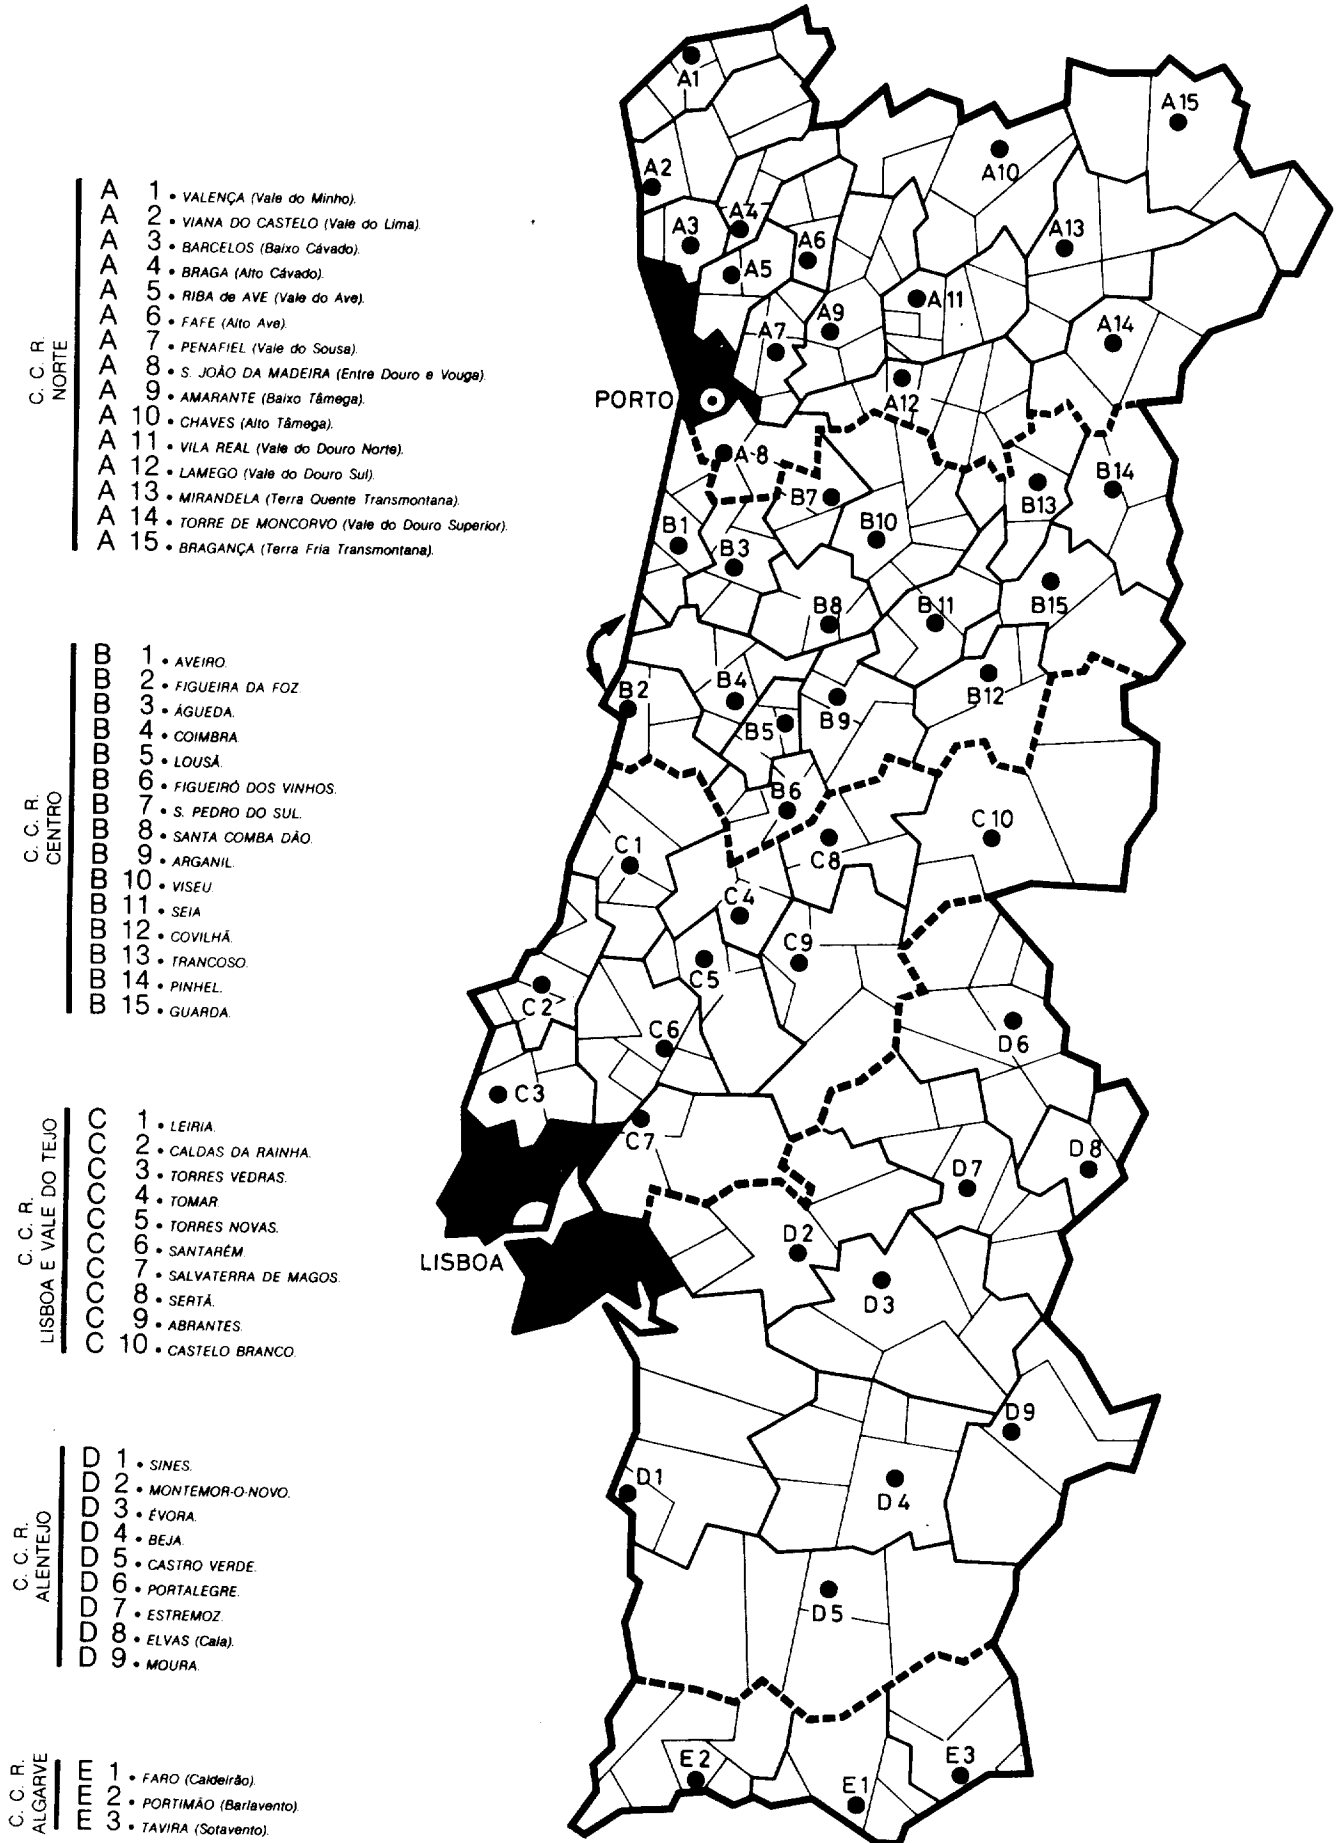 C. C. R.
NORTE
A 1 • VALENÇA (Vale do Minho).
A 2 • VIANA DO CASTELO (Vale do Lima).
A 3 • BARCELOS (Baixo Cávado).
A 4 • BRAGA (Alto Cávado).
A 5 • RIBA de AVE (Vale do Ave).
A 6 • FAFE (Alto Ave).
A 7 • PENAFIEL (Vale do Sousa).
A 8 • S. JOÃO DA MADEIRA (Entre Douro e Vouga).
A 9 • AMARANTE (Baixo Tâmega).
A 10 • CHAVES (Alto Tâmega).
A 11 • VILA REAL (Vale do Douro Norte).
A 12 • LAMEGO (Vale do Douro Sul).
A 13 • MIRANDELA (Terra Quente Transmontana).
A 14 • TORRE DE MONCORVO (Vale do Douro Superior).
A 15 • BRAGANÇA (Terra Fria Transmontana).
C. C. R.
CENTRO
B 1 • AVEIRO.
B 2 • FIGUEIRA DA FOZ
B 3 • ÁGUEDA.
B 4 • COIMBRA
B 5 • LOUSÃ.
B 6 • FIGUEIRÓ DOS VINHOS.
B 7 • S. PEDRO DO SUL.
B 8 • SANTA COMBA DÃO.
B 9 • ARGANIL.
B 10 • VISEU.
B 11 • SEIA
B 12 • COVILHÃ.
B 13 • TRANCOSO.
B 14 • PINHEL.
B 15 • GUARDA.
C. C. R.
LISBOA E VALE DO TEJO
C 1 • LEIRIA.
C 2 • CALDAS DA RAINHA.
C 3 • TORRES VEDRAS.
C 4 • TOMAR
C 5 • TORRES NOVAS.
C 6 • SANTARÉM.
C 7 • SALVATERRA DE MAGOS.
C 8 • SERTÃ.
C 9 • ABRANTES.
C 10 • CASTELO BRANCO.
C. C. R.
ALENTEJO
D 1 • SINES.
D 2 • MONTEMOR-O-NOVO.
D 3 • ÉVORA.
D 4 • BEJA.
D 5 • CASTRO VERDE.
D 6 • PORTALEGRE.
D 7 • ESTREMOZ.
D 8 • ELVAS (Caia).
D 9 • MOURA.
C. C. R.
ALGARVE
E 1 • FARO (Caldeirão).
E 2 • PORTIMÃO (Barlavento).
E 3 • TAVIRA (Sotavento).
A1
A15
A10
A2
A4
A3
A13
A6
A5
A11
A9
A7
A14
PORTO
A12
A-8
B14
B7
B13
B1
B10
B3
B15
B8
B11
B4
B2
B12
B5
B9
B6
C10
C1
C8
C4
C9
C5
C2
C6
D6
C3
C7
D8
D7
D2
LISBOA
D3
D9
D1
D4
D5
E2
E3
E1